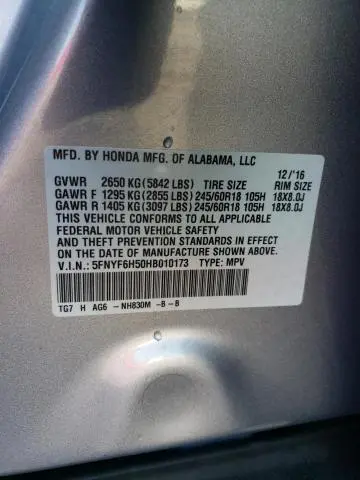 MFD. BY HONDA MFG. OF ALABAMA, LLC
12/'16
GVWR 2650 KG(5842 LBS) TIRE SIZE RIM SIZE
GAWR F 1295 KG(2855 LBS) 245/60R18 105H 18X8.0J
GAWR R 1405 KG(3097 LBS) 245/60R18 105H 18X8.0J
THIS VEHICLE CONFORMS TO ALL APPLICABLE
FEDERAL MOTOR VEHICLE SAFETY
AND THEFT PREVENTION STANDARDS IN EFFECT
ON THE DATE OF MANUFACTURE SHOWN ABOVE.
V.I.N.: 5FNYF6H50HB010173 TYPE: MPV
TG7 H AG6 -NH830M -B -B